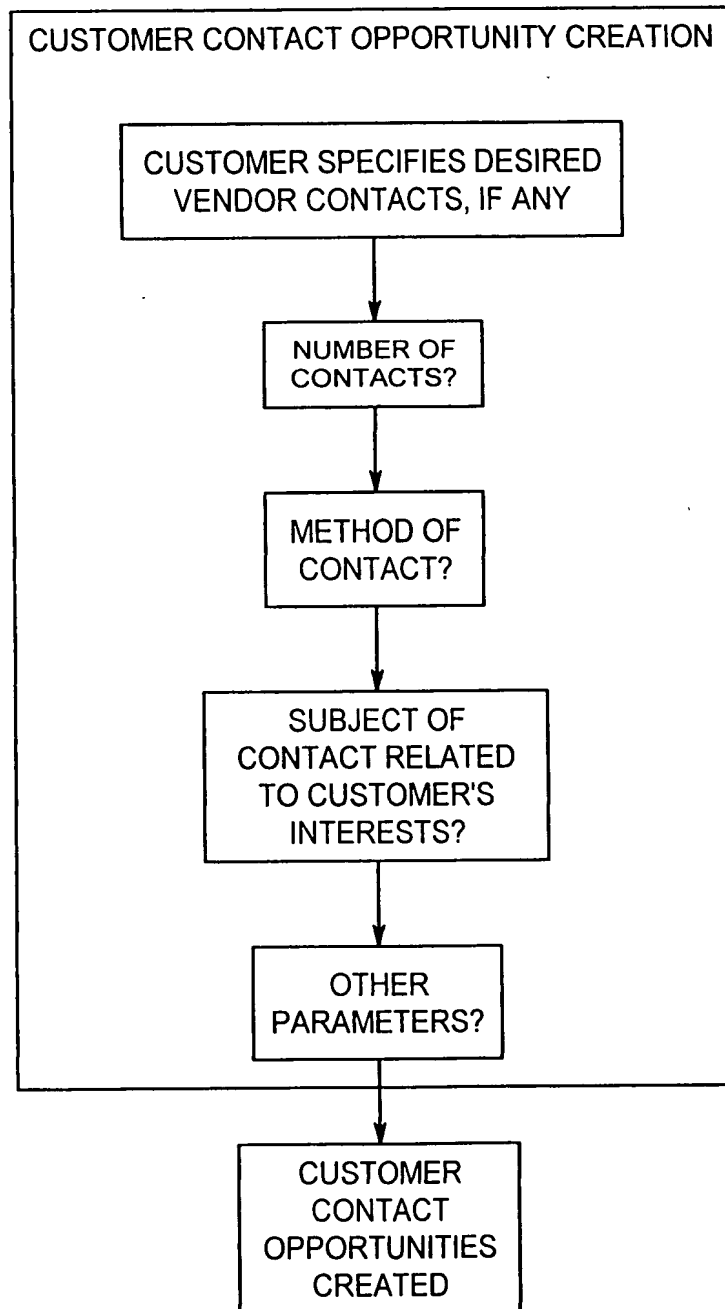 CUSTOMER CONTACT OPPORTUNITY CREATION
CUSTOMER SPECIFIES DESIRED
VENDOR CONTACTS, IF ANY
NUMBER OF
CONTACTS?
METHOD OF
CONTACT?
SUBJECT OF
CONTACT RELATED
TO CUSTOMER'S
INTERESTS?
OTHER
PARAMETERS?
CUSTOMER
CONTACT
OPPORTUNITIES
CREATED